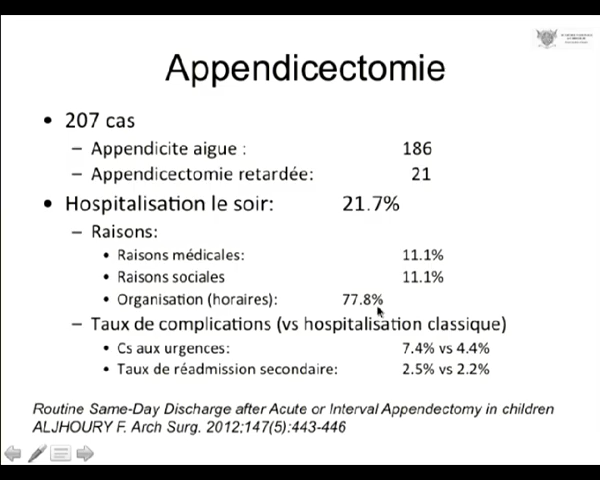 Appendicectomie
• 207 cas
– Appendicite aigue : 186
– Appendicectomie retardée: 21
• Hospitalisation le soir: 21.7%
– Raisons:
• Raisons médicales: 11.1%
• Raisons sociales 11.1%
• Organisation (horaires): 77.8%
– Taux de complications (vs hospitalisation classique)
• Cs aux urgences: 7.4% vs 4.4%
• Taux de réadmission secondaire: 2.5% vs 2.2%
Routine Same-Day Discharge after Acute or Interval Appendectomy in children
ALJHOURY F. Arch Surg. 2012;147(5):443-446